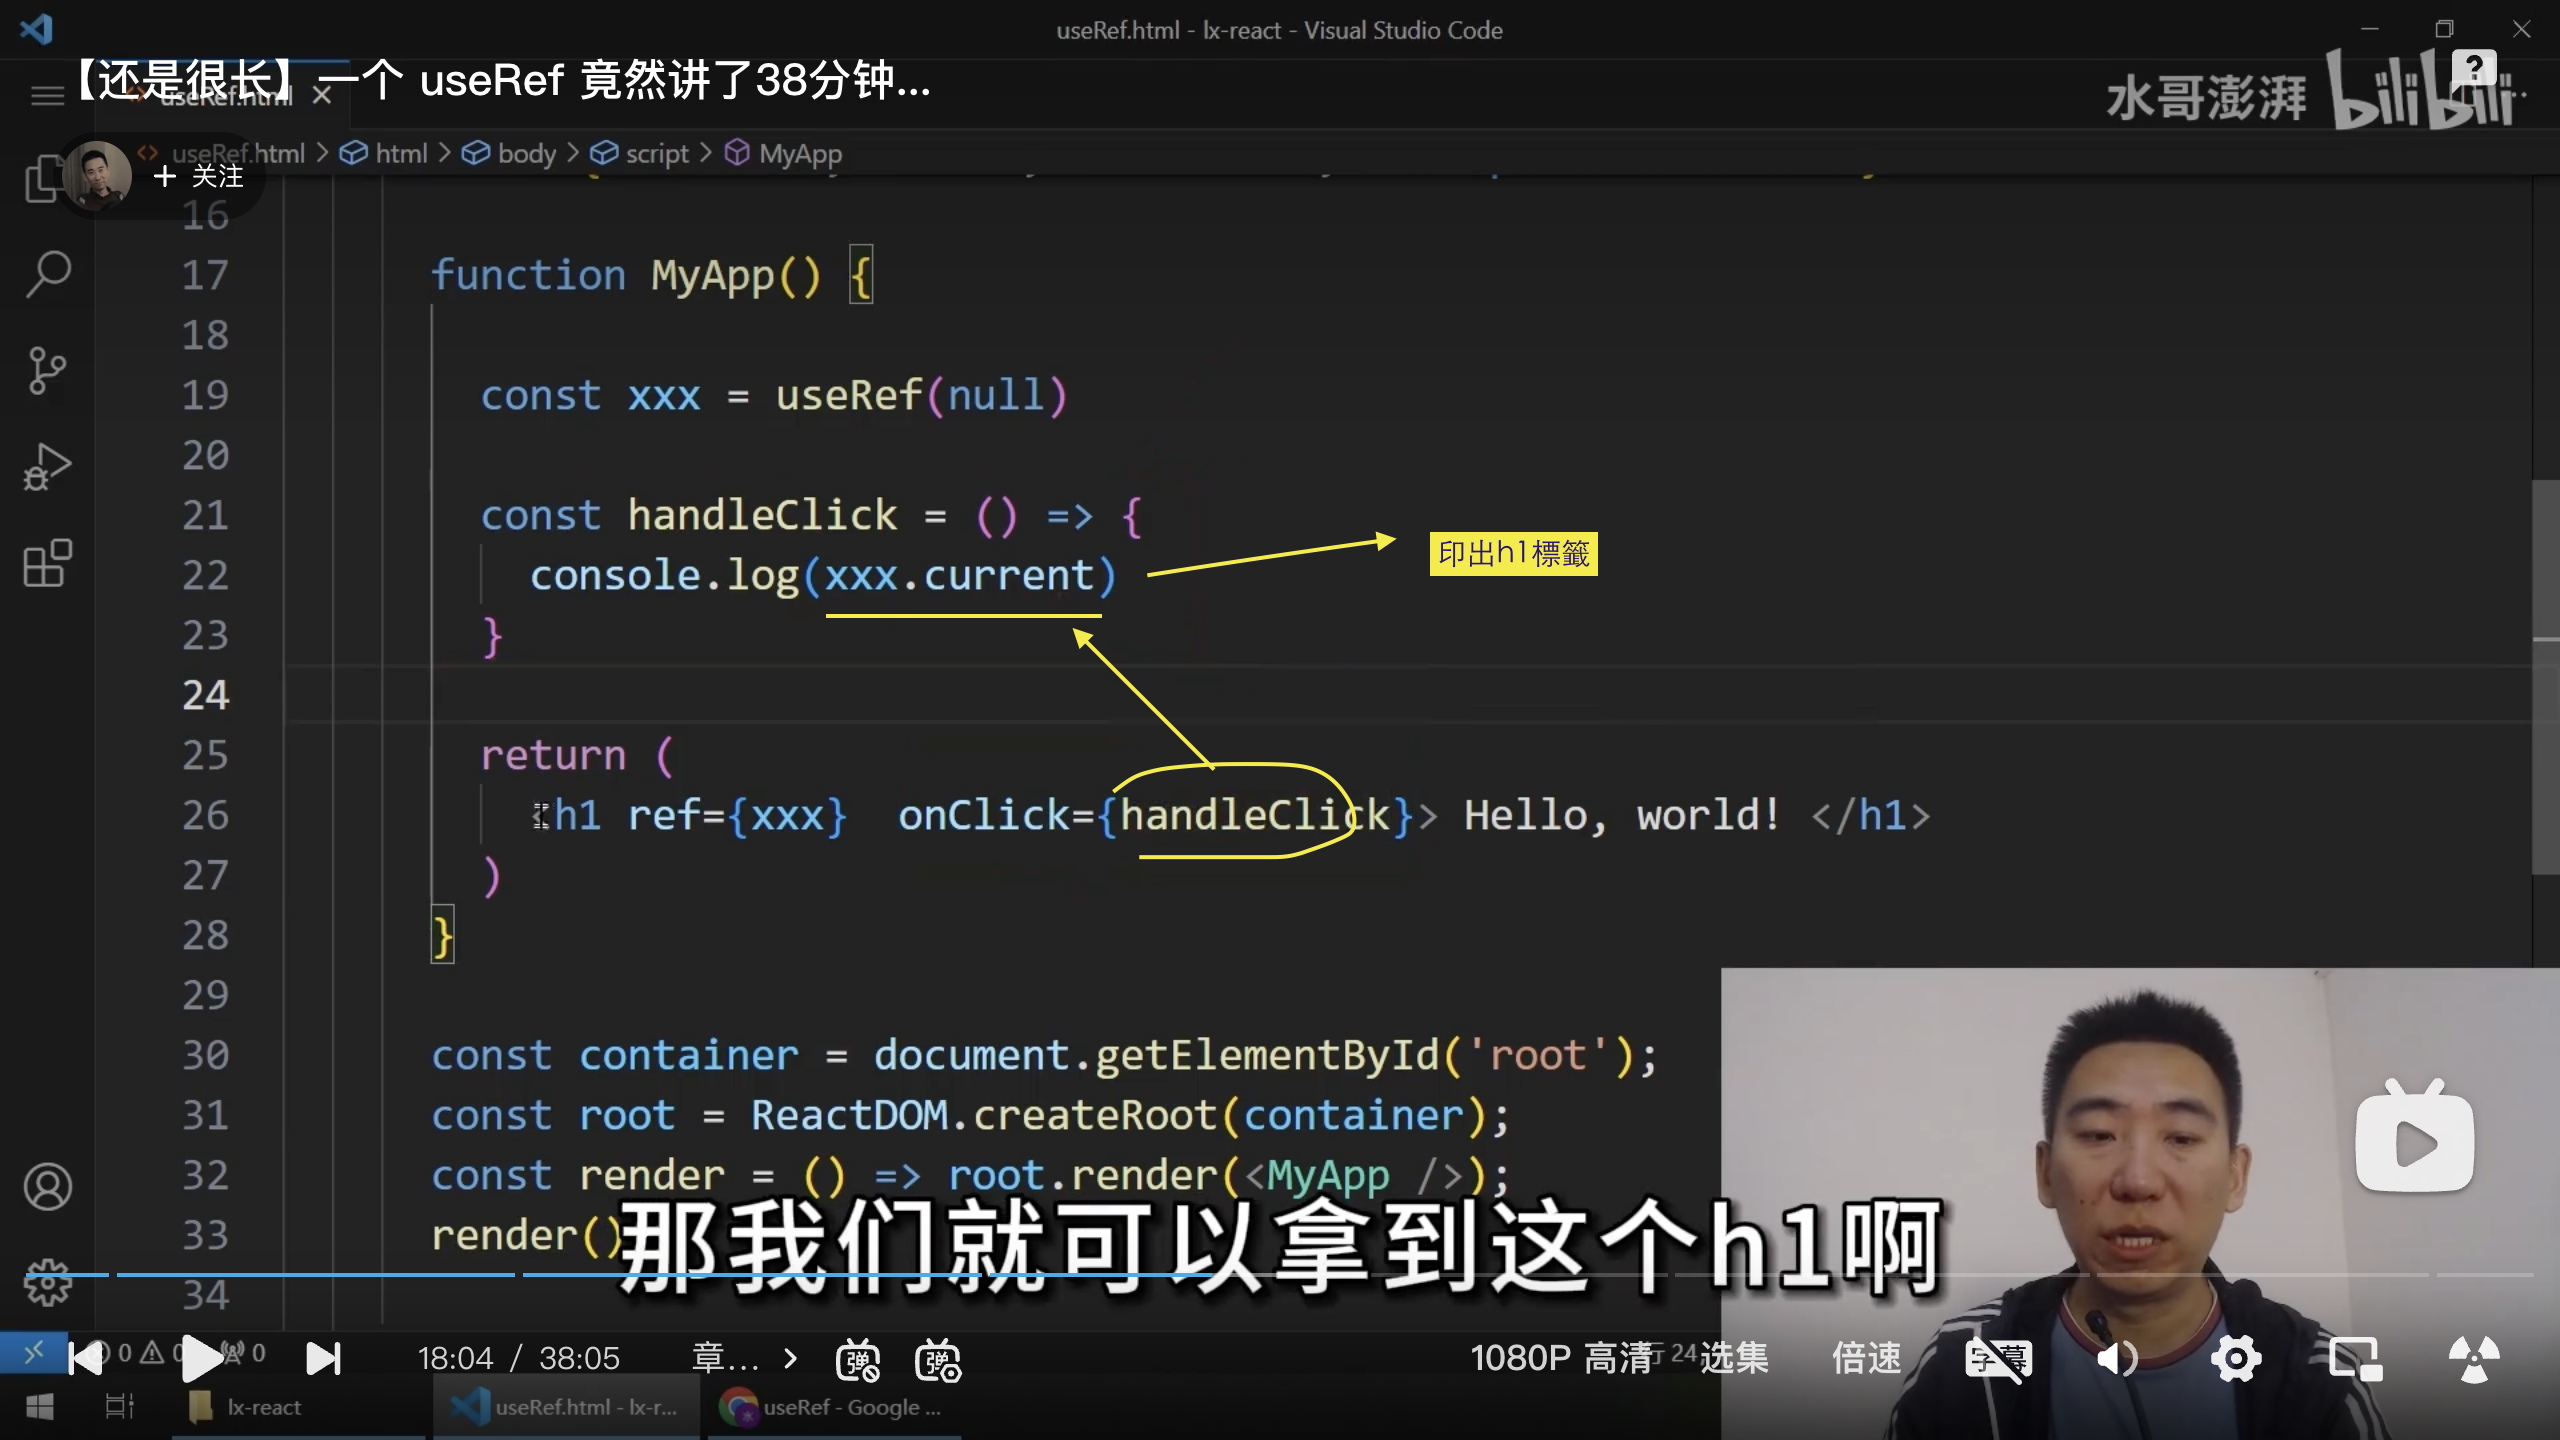 useRef.html - lx-react - Visual Studio Code
【还是很长】一个 useRef 竟然讲了38分钟...
useRef.html
水哥澎湃 bilibili
useRef.html > html > body > script > MyApp
+ 关注
16
17 function MyApp() {
18
19 const xxx = useRef(null)
20
21 const handleClick = () => {
22 console.log(xxx.current)
印出h1標籤
23 }
24
25 return (
26 <h1 ref={xxx}  onClick={handleClick}> Hello, world! </h1>
27 )
28 }
29
30 const container = document.getElementById('root');
31 const root = ReactDOM.createRoot(container);
32 const render = () => root.render(<MyApp />);
33 render()
那我们就可以拿到这个h1啊
34
0 0 0
18:04 / 38:05
章... >
弹 弹
1080P 高清
行 24
选集
倍速
字幕
lx-react
useRef.html - lx-r...
useRef - Google ...